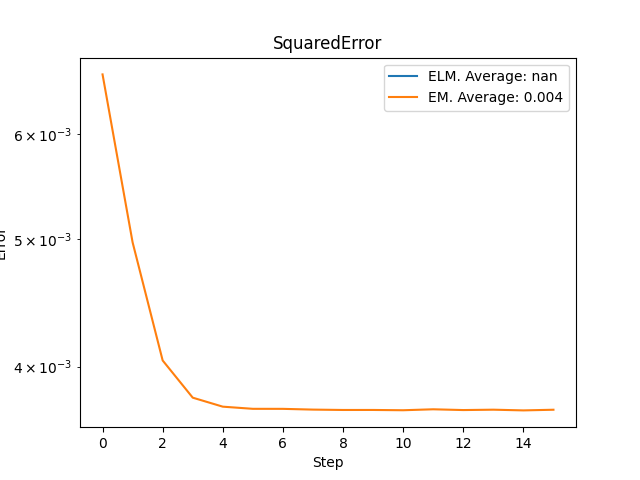 SquaredError
ELM. Average: nan
EM. Average: 0.004
6 × 10⁻³
5 × 10⁻³
4 × 10⁻³
Error
0 2 4 6 8 10 12 14
Step